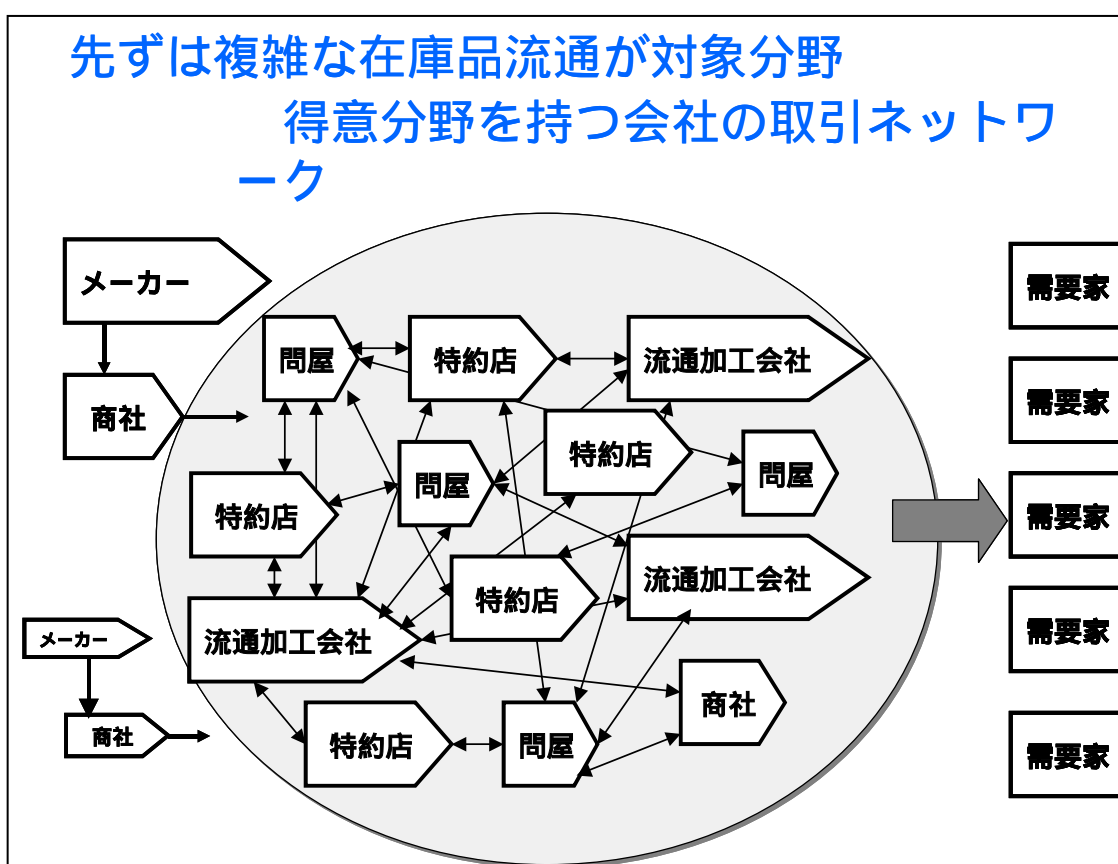 先ずは複雑な在庫品流通が対象分野
得意分野を持つ会社の取引ネットワ
ーク
メーカー
需要家
問屋
特約店
流通加工会社
商社
需要家
特約店
問屋
問屋
特約店
需要家
流通加工会社
特約店
メーカー
流通加工会社
需要家
商社
商社
特約店
問屋
需要家